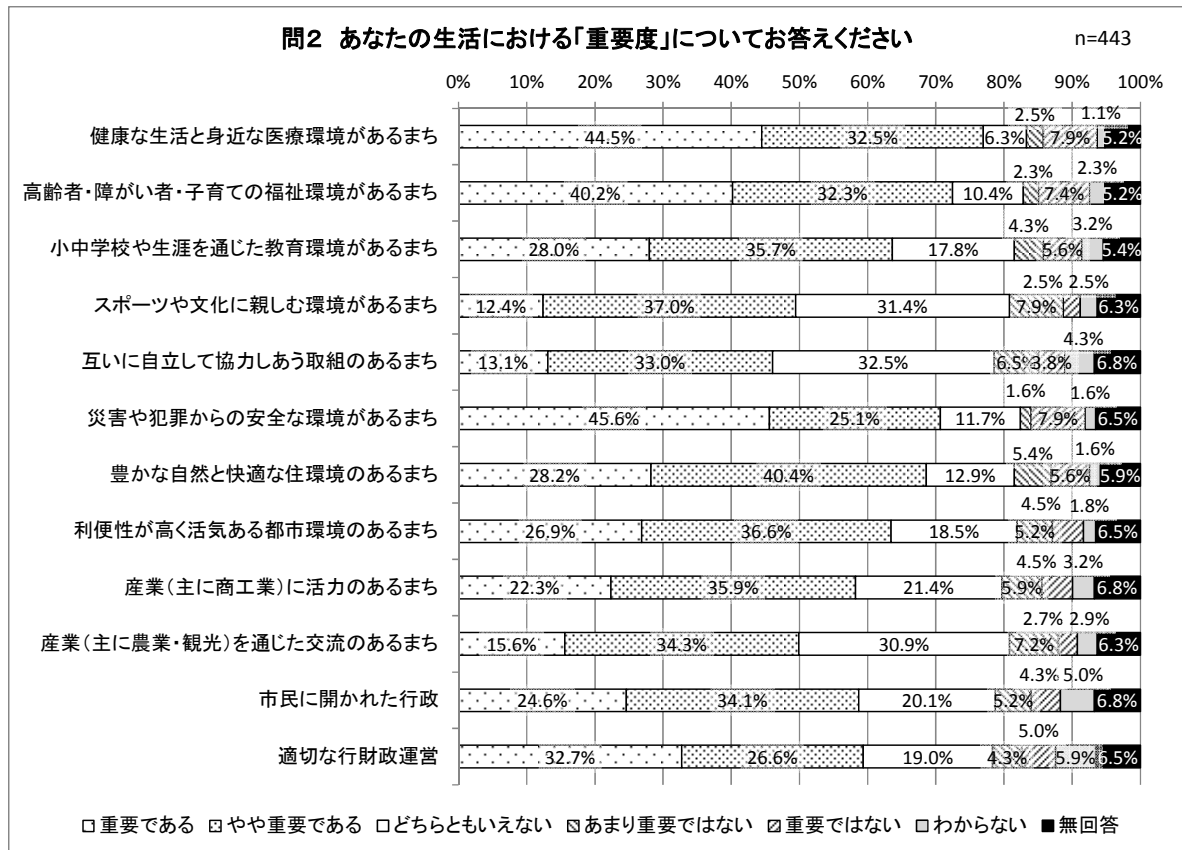 問2 あなたの生活における「重要度」についてお答えください n=443
0% 10% 20% 30% 40% 50% 60% 70% 80% 90% 100%
2.5% 1.1%
健康な生活と身近な医療環境があるまち 44.5% 32.5% 6.3% 7.9% 5.2%
2.3% 2.3%
高齢者・障がい者・子育ての福祉環境があるまち 40.2% 32.3% 10.4% 7.4% 5.2%
4.3% 3.2%
小中学校や生涯を通じた教育環境があるまち 28.0% 35.7% 17.8% 5.6% 5.4%
2.5% 2.5%
スポーツや文化に親しむ環境があるまち 12.4% 37.0% 31.4% 7.9% 6.3%
4.3%
互いに自立して協力しあう取組のあるまち 13.1% 33.0% 32.5% 6.5% 3.8% 6.8%
1.6% 1.6%
災害や犯罪からの安全な環境があるまち 45.6% 25.1% 11.7% 7.9% 6.5%
5.4% 1.6%
豊かな自然と快適な住環境のあるまち 28.2% 40.4% 12.9% 5.6% 5.9%
4.5% 1.8%
利便性が高く活気ある都市環境のあるまち 26.9% 36.6% 18.5% 5.2% 6.5%
4.5% 3.2%
産業(主に商工業)に活力のあるまち 22.3% 35.9% 21.4% 5.9% 6.8%
2.7% 2.9%
産業(主に農業・観光)を通じた交流のあるまち 15.6% 34.3% 30.9% 7.2% 6.3%
4.3% 5.0%
市民に開かれた行政 24.6% 34.1% 20.1% 5.2% 6.8%
5.0%
適切な行財政運営 32.7% 26.6% 19.0% 4.3% 5.9% 6.5%
重要である やや重要である どちらともいえない あまり重要ではない 重要ではない わからない 無回答